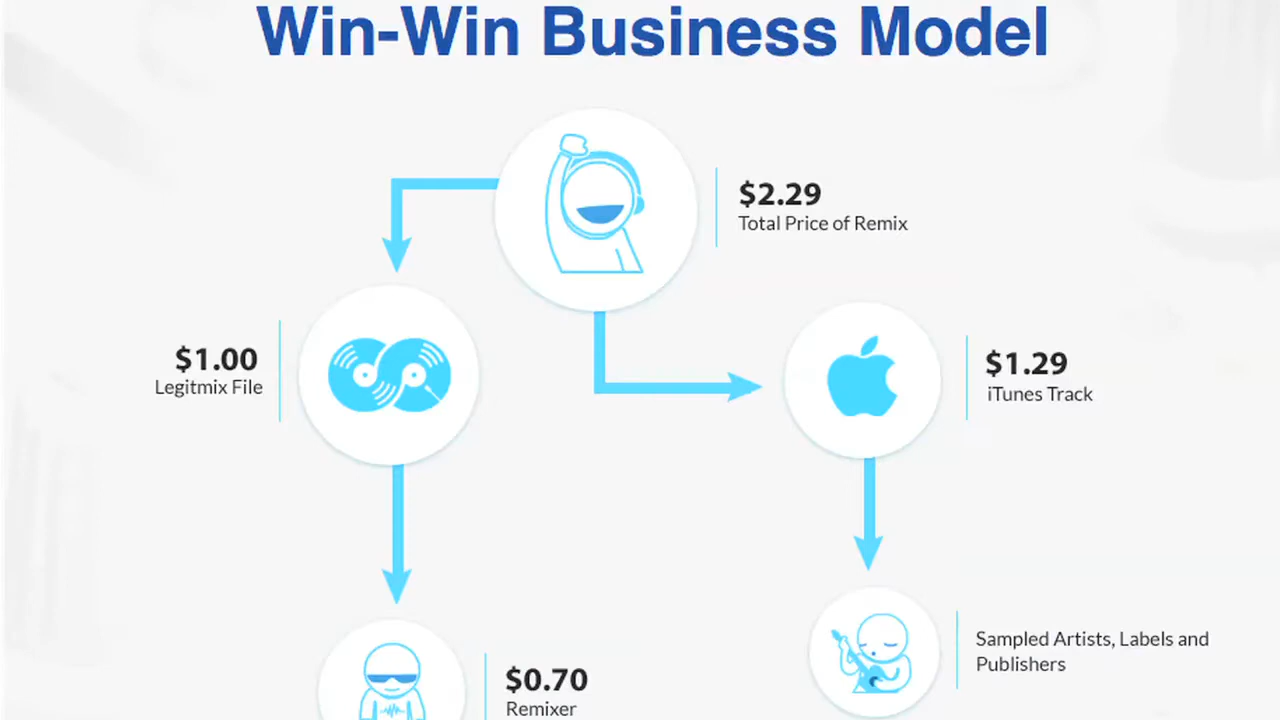 Win-Win Business Model
$2.29
Total Price of Remix
$1.00
Legitmix File
$1.29
iTunes Track
Sampled Artists, Labels and
Publishers
$0.70
Remixer